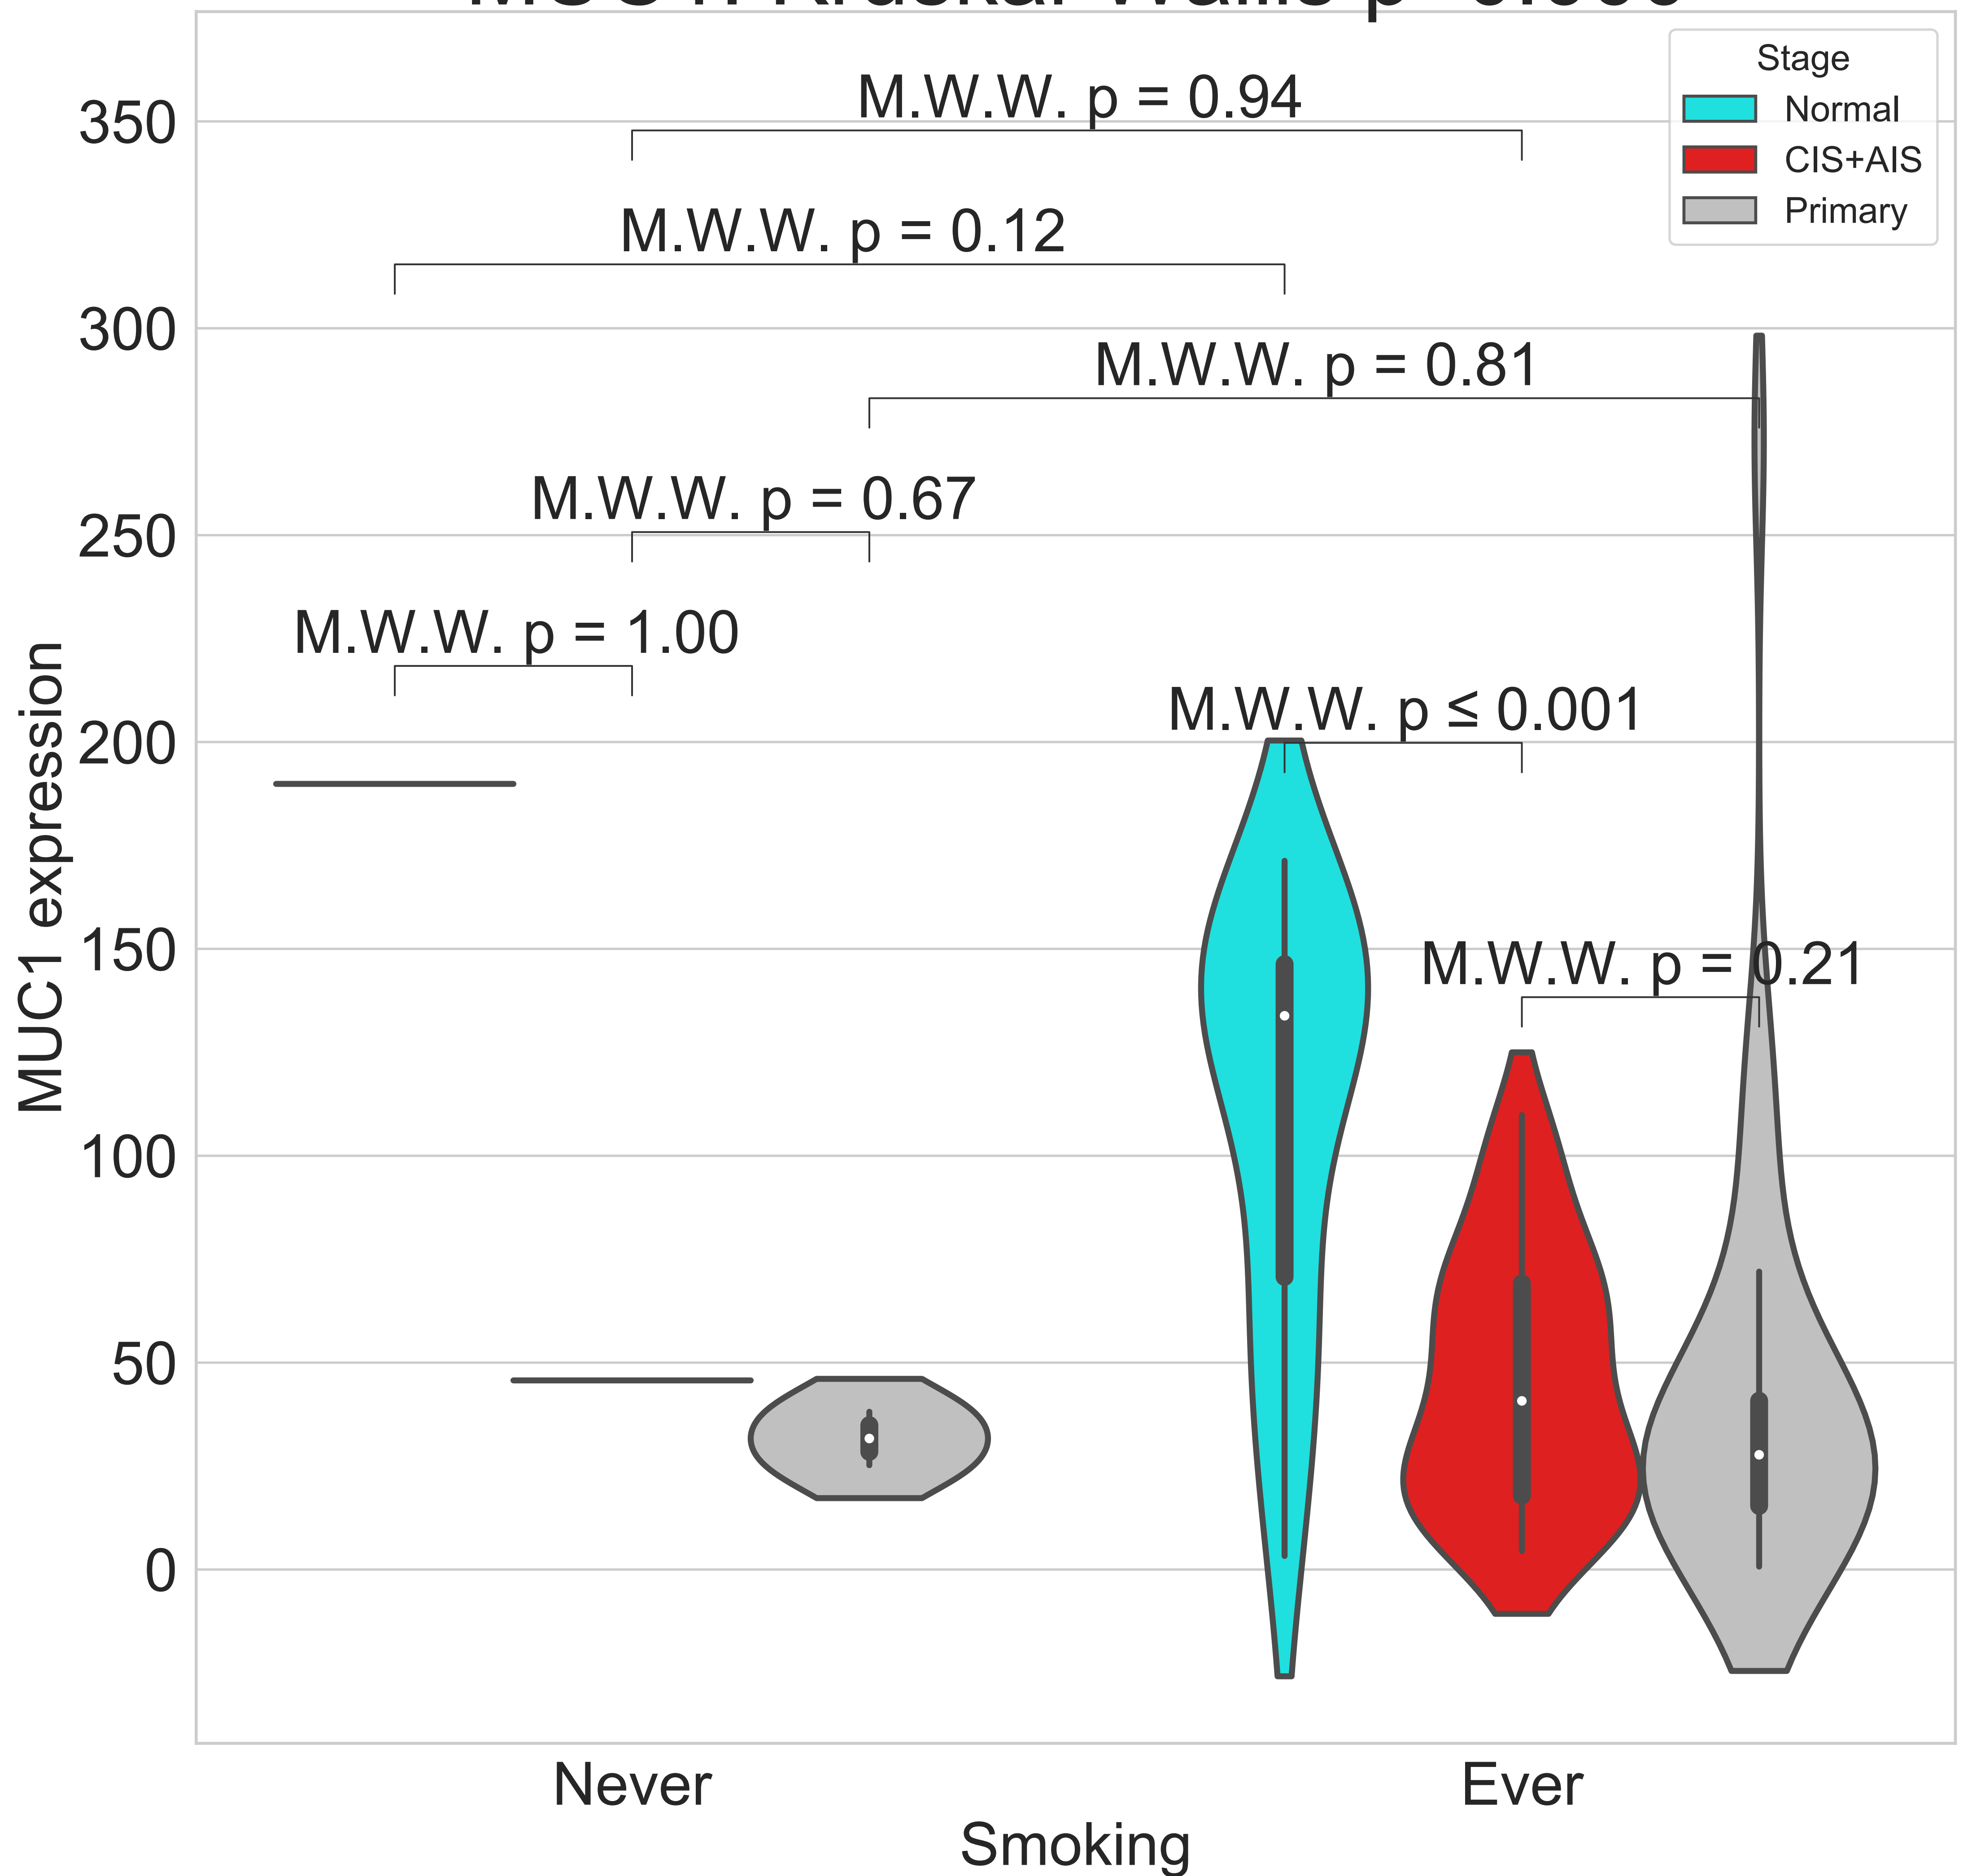 Stage
Normal
CIS+AIS
Primary
M.W.W. p = 0.94
M.W.W. p = 0.12
M.W.W. p = 0.81
M.W.W. p = 0.67
M.W.W. p = 1.00
M.W.W. p ≤ 0.001
M.W.W. p = 0.21
350
300
250
200
150
100
50
0
MUC1 expression
Never
Ever
Smoking